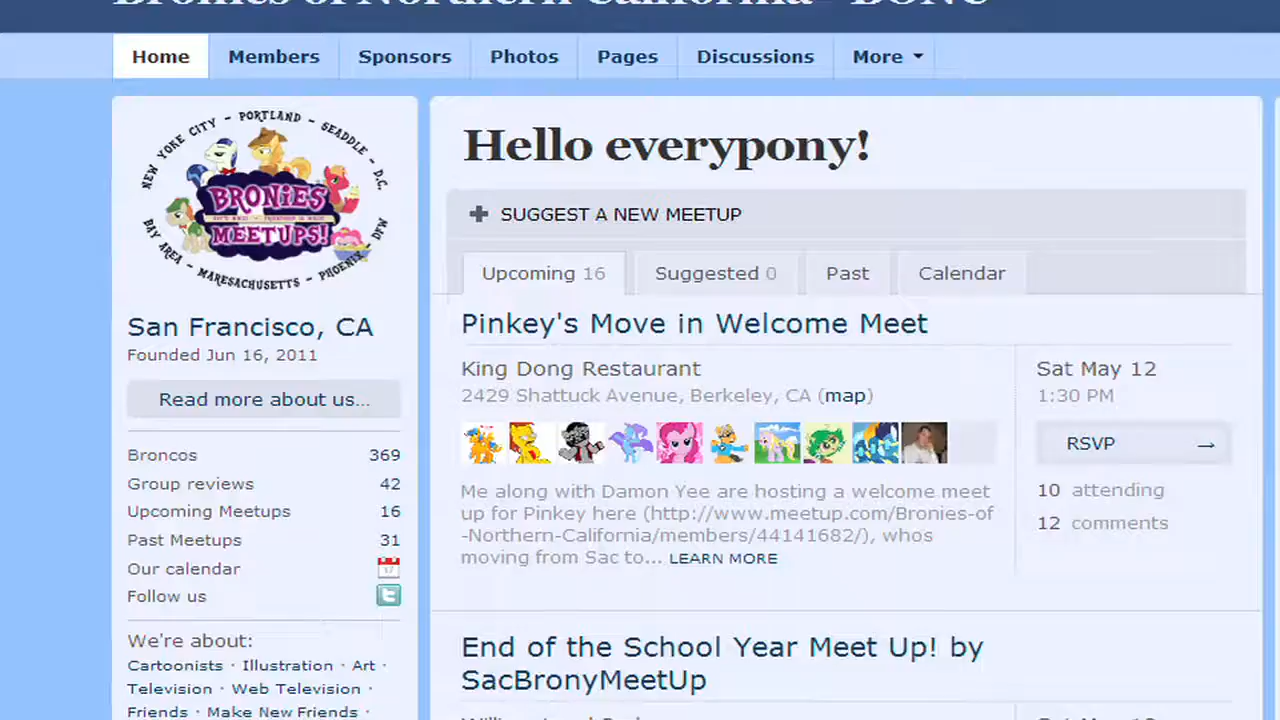 Bronies of Northern California - BONC
Home Members Sponsors Photos Pages Discussions More
NEW YORK CITY - PORTLAND - SEADDLE - D.C.
BRONIES
MEETUPS!
BAY AREA - MARESACHUSETTS - PHOENIX - DFW
San Francisco, CA
Founded Jun 16, 2011
Read more about us...
Broncos 369
Group reviews 42
Upcoming Meetups 16
Past Meetups 31
Our calendar
17
Follow us
We're about:
Cartoonists · Illustration · Art ·
Television · Web Television ·
Friends · Make New Friends ·
Hello everypony!
+ SUGGEST A NEW MEETUP
Upcoming 16 Suggested 0 Past Calendar
Pinkey's Move in Welcome Meet
King Dong Restaurant
2429 Shattuck Avenue, Berkeley, CA (map)
Me along with Damon Yee are hosting a welcome meet
up for Pinkey here (http://www.meetup.com/Bronies-of
-Northern-California/members/44141682/), whos
moving from Sac to... LEARN MORE
Sat May 12
1:30 PM
RSVP →
10 attending
12 comments
End of the School Year Meet Up! by
SacBronyMeetUp